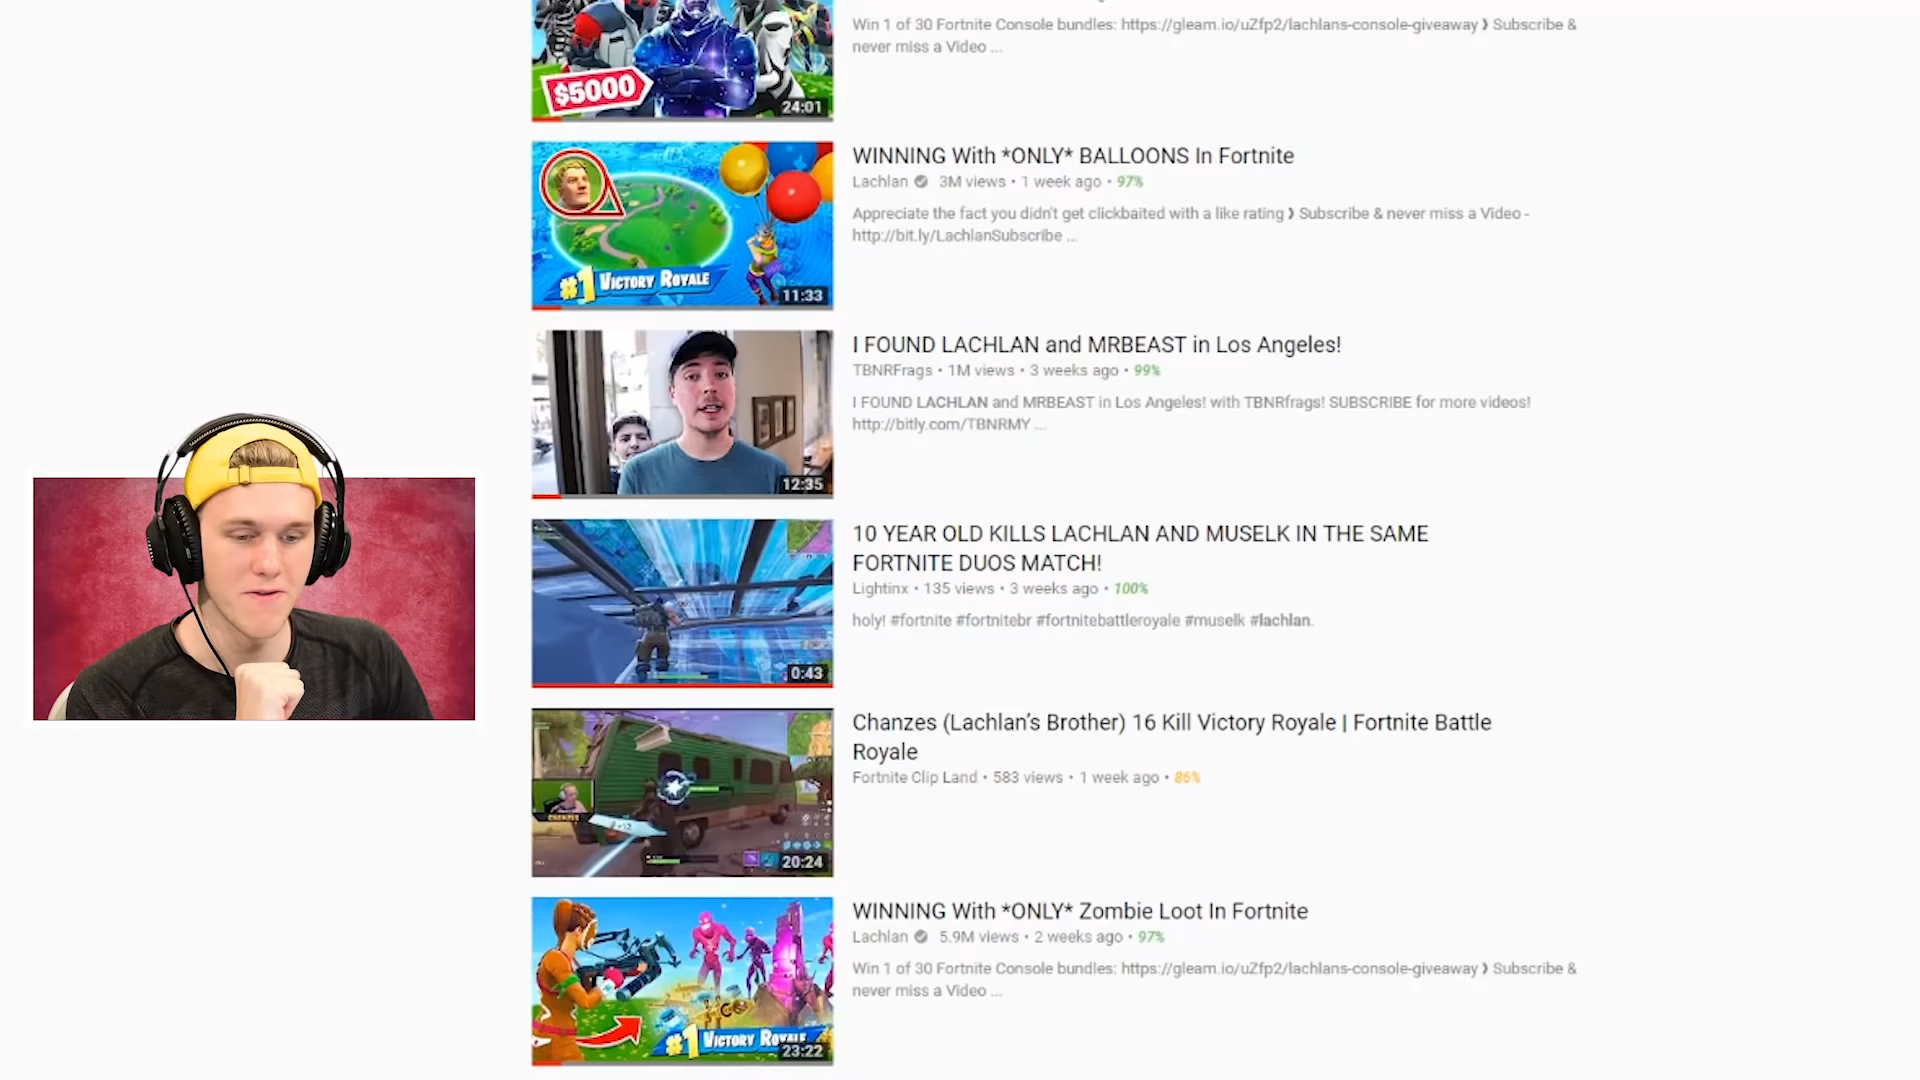 Win 1 of 30 Fortnite Console bundles: https://gleam.io/uZfp2/lachlans-console-giveaway ❫ Subscribe &
never miss a Video ...
$5000
24:01
WINNING With *ONLY* BALLOONS In Fortnite
Lachlan 3M views • 1 week ago • 97%
Appreciate the fact you didn't get clickbaited with a like rating ❫ Subscribe & never miss a Video -
http://bit.ly/LachlanSubscribe ...
#1 VICTORY ROYALE
11:33
I FOUND LACHLAN and MRBEAST in Los Angeles!
TBNRFrags • 1M views • 3 weeks ago • 99%
I FOUND LACHLAN and MRBEAST in Los Angeles! with TBNRfrags! SUBSCRIBE for more videos!
http://bitly.com/TBNRMY ...
12:35
10 YEAR OLD KILLS LACHLAN AND MUSELK IN THE SAME
FORTNITE DUOS MATCH!
Lightinx • 135 views • 3 weeks ago • 100%
holy! #fortnite #fortnitebr #fortnitebattleroyale #muselk #lachlan.
0:43
Chanzes (Lachlan's Brother) 16 Kill Victory Royale | Fortnite Battle
Royale
Fortnite Clip Land • 583 views • 1 week ago • 86%
CHANZES
20:24
WINNING With *ONLY* Zombie Loot In Fortnite
Lachlan 5.9M views • 2 weeks ago • 97%
Win 1 of 30 Fortnite Console bundles: https://gleam.io/uZfp2/lachlans-console-giveaway ❫ Subscribe &
never miss a Video ...
#1 VICTORY ROYALE
23:22